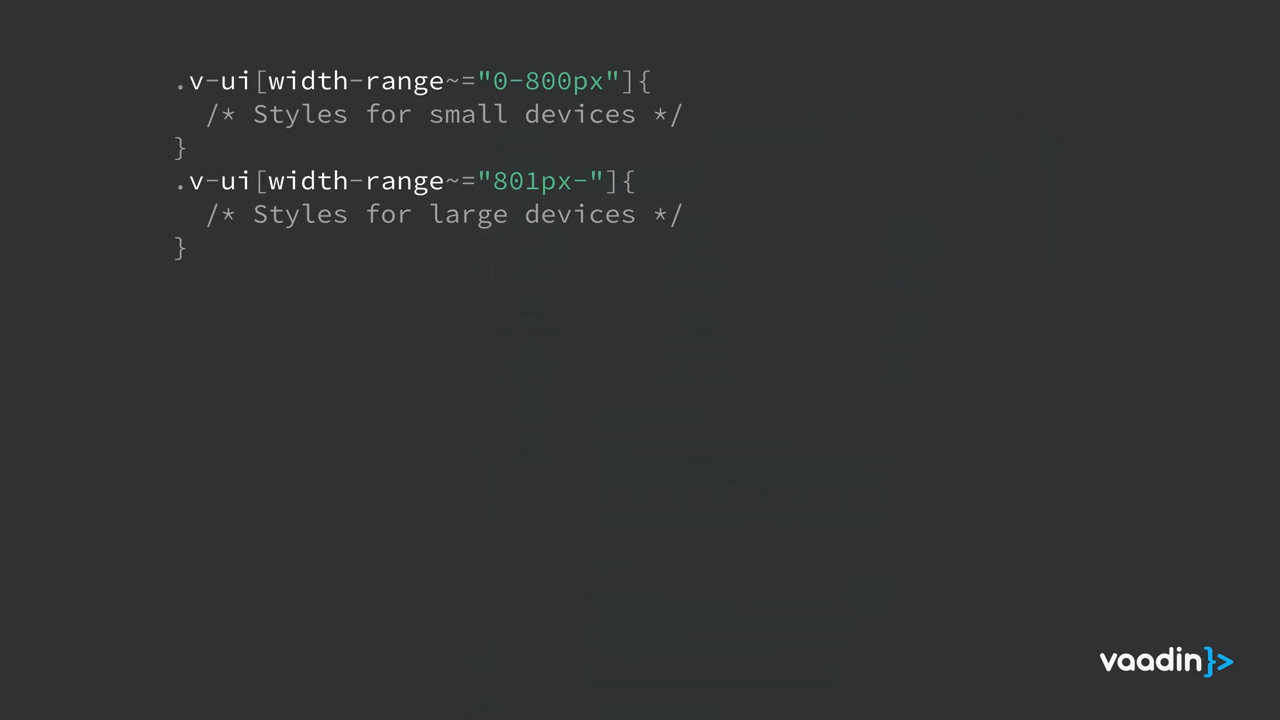 .v-ui[width-range~="0-800px"]{
  /* Styles for small devices */
}
.v-ui[width-range~="801px-"]{
  /* Styles for large devices */
}
vaadin}>